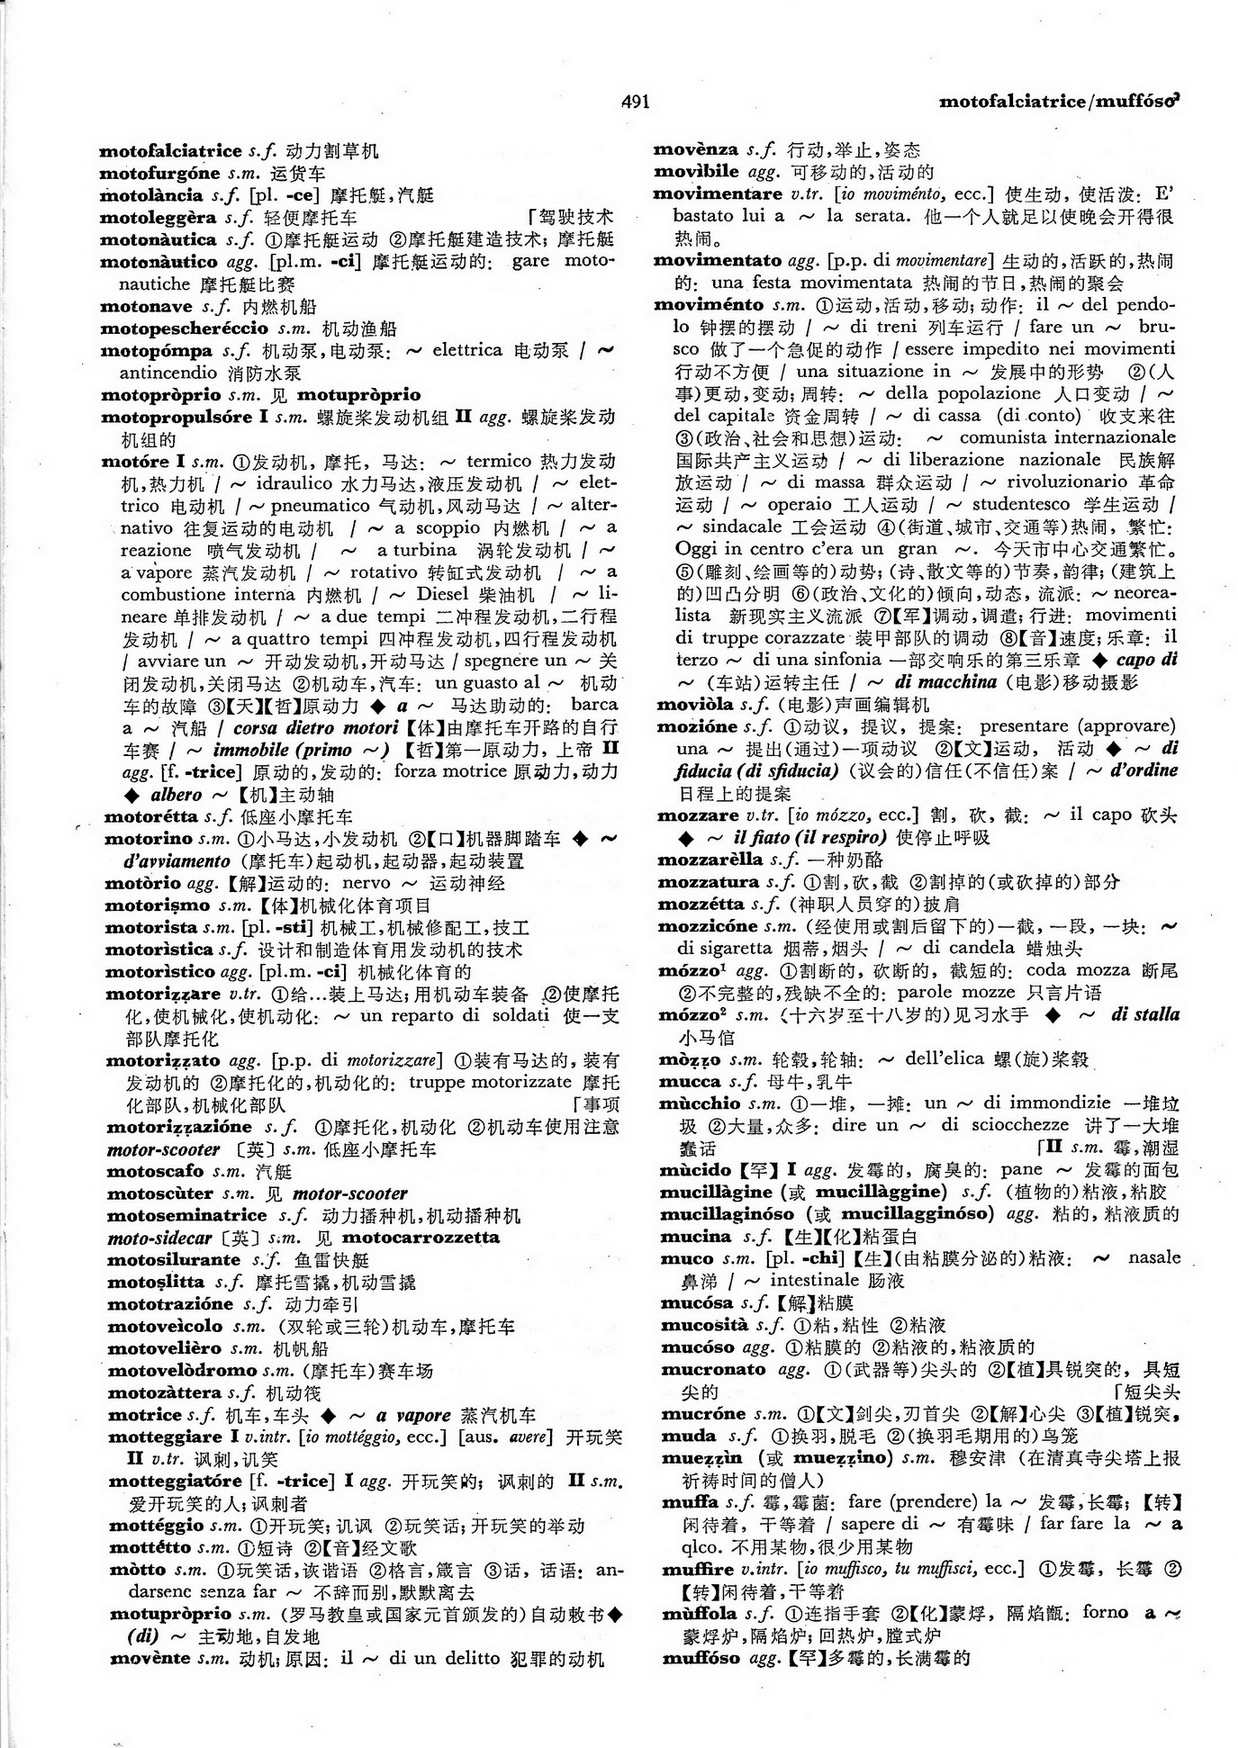 491
motofalciatrice/muffóso²
motofalciatrice s.f. 动力割草机
motofurgóne s.m. 运货车
motolància s.f. [pl. -ce] 摩托艇,汽艇
motoleggèra s.f. 轻便摩托车 「驾驶技术
motonàutica s.f. ①摩托艇运动 ②摩托艇建造技术; 摩托艇
motonàutico agg. [pl.m. -ci] 摩托艇运动的: gare moto-
nautiche 摩托艇比赛
motonave s.f. 内燃机船
motopescheréccio s.m. 机动渔船
motopómpa s.f. 机动泵,电动泵: ~ elettrica 电动泵 / ~
antincendio 消防水泵
motopròprio s.m. 见 motupròprio
motopropulsóre I s.m. 螺旋桨发动机组 II agg. 螺旋桨发动
机组的
motóre I s.m. ①发动机, 摩托, 马达: ~ termico 热力发动
机,热力机 / ~ idraulico 水力马达,液压发动机 / ~ elet-
trico 电动机 / ~ pneumatico 气动机,风动马达 / ~ alter-
nativo 往复运动的电动机 / ~ a scoppio 内燃机 / ~ a
reazione 喷气发动机 / ~ a turbina 涡轮发动机 / ~
a vapore 蒸汽发动机 / ~ rotativo 转缸式发动机 / ~ a
combustione interna 内燃机 / ~ Diesel 柴油机 / ~ li-
neare 单排发动机 / ~ a due tempi 二冲程发动机,二行程
发动机 / ~ a quattro tempi 四冲程发动机,四行程发动机
/ avviare un ~ 开动发动机,开动马达 / spegnere un ~ 关
闭发动机,关闭马达 ②机动车,汽车: un guasto al ~ 机动
车的故障 ③【天】【哲】原动力 ◆ a ~ 马达助动的: barca
a ~ 汽船 / corsa dietro motori【体】由摩托车开路的自行
车赛 / ~ immobile (primo ~)【哲】第一原动力, 上帝 II
agg. [f. -trice] 原动的,发动的: forza motrice 原动力,动力
◆ albero ~【机】主动轴
motorétta s.f. 低座小摩托车
motorino s.m. ①小马达,小发动机 ②【口】机器脚踏车 ◆ ~
d'avviamento (摩托车)起动机,起动器,起动装置
motòrio agg.【解】运动的: nervo ~ 运动神经
motorișmo s.m.【体】机械化体育项目
motorista s.m. [pl. -sti] 机械工,机械修配工,技工
motorìstica s.f. 设计和制造体育用发动机的技术
motorìstico agg. [pl.m. -ci] 机械化体育的
motoriẓẓare v.tr. ①给…装上马达;用机动车装备 ②使摩托
化,使机械化,使机动化: ~ un reparto di soldati 使一支
部队摩托化
motoriẓẓato agg. [p.p. di motorizzare] ①装有马达的,装有
发动机的 ②摩托化的,机动化的: truppe motorizzate 摩托
化部队,机械化部队 「事项
motoriẓẓazióne s.f. ①摩托化,机动化 ②机动车使用注意
motor-scooter〔英〕s.m. 低座小摩托车
motoscafo s.m. 汽艇
motoscùter s.m. 见 motor-scooter
motoseminatrice s.f. 动力播种机,机动播种机
moto-sidecar〔英〕s.m. 见 motocarrozzetta
motosilurante s.f. 鱼雷快艇
motoșlitta s.f. 摩托雪撬,机动雪撬
mototrazióne s.f. 动力牵引
motoveìcolo s.m. (双轮或三轮)机动车,摩托车
motovelièro s.m. 机帆船
motovelòdromo s.m. (摩托车)赛车场
motozàttera s.f. 机动筏
motrice s.f. 机车,车头 ◆ ~ a vapore 蒸汽机车
motteggiare I v.intr. [io mottéggio, ecc.] [aus. avere] 开玩笑
II v.tr. 讽刺,讥笑
motteggiatóre [f. -trice] I agg. 开玩笑的; 讽刺的 II s.m.
爱开玩笑的人;讽刺者
mottéggio s.m. ①开玩笑;讥讽 ②玩笑话;开玩笑的举动
mottétto s.m. ①短诗 ②【音】经文歌
mòtto s.m. ①玩笑话,诙谐语 ②格言,箴言 ③话, 话语: an-
darsene senza far ~ 不辞而别,默默离去
motupròprio s.m. (罗马教皇或国家元首颁发的)自动敕书◆
(di) ~ 主动地,自发地
movènte s.m. 动机;原因: il ~ di un delitto 犯罪的动机
movènza s.f. 行动,举止,姿态
movìbile agg. 可移动的,活动的
movimentare v.tr. [io moviménto, ecc.] 使生动, 使活泼: E'
bastato lui a ~ la serata. 他一个人就足以使晚会开得很
热闹。
movimentato agg. [p.p. di movimentare] 生动的,活跃的,热闹
的: una festa movimentata 热闹的节日,热闹的聚会
moviménto s.m. ①运动,活动,移动;动作: il ~ del pendo-
lo 钟摆的摆动 / ~ di treni 列车运行 / fare un ~ bru-
sco 做了一个急促的动作 / essere impedito nei movimenti
行动不方便 / una situazione in ~ 发展中的形势 ②(人
事)更动,变动;周转: ~ della popolazione 人口变动 / ~
del capitale 资金周转 / ~ di cassa (di conto) 收支来往
③(政治、社会和思想)运动: ~ comunista internazionale
国际共产主义运动 / ~ di liberazione nazionale 民族解
放运动 / ~ di massa 群众运动 / ~ rivoluzionario 革命
运动 / ~ operaio 工人运动 / ~ studentesco 学生运动 /
~ sindacale 工会运动 ④(街道、城市、交通等)热闹, 繁忙:
Oggi in centro c'era un gran ~. 今天市中心交通繁忙。
⑤(雕刻、绘画等的)动势;(诗、散文等的)节奏,韵律;(建筑上
的)凹凸分明 ⑥(政治、文化的)倾向,动态, 流派: ~ neorea-
lista 新现实主义流派 ⑦【军】调动,调遣;行进: movimenti
di truppe corazzate 装甲部队的调动 ⑧【音】速度;乐章: il
terzo ~ di una sinfonia 一部交响乐的第三乐章 ◆ capo di
~ (车站)运转主任 / ~ di macchina (电影)移动摄影
moviòla s.f. (电影)声画编辑机
mozióne s.f. ①动议, 提议, 提案: presentare (approvare)
una ~ 提出(通过)一项动议 ②【文】运动, 活动 ◆ ~ di
fiducia (di sfiducia) (议会的)信任(不信任)案 / ~ d'ordine
日程上的提案
mozzare v.tr. [io mózzo, ecc.] 割, 砍, 截: ~ il capo 砍头
◆ ~ il fiato (il respiro) 使停止呼吸
mozzarèlla s.f. 一种奶酪
mozzatura s.f. ①割,砍,截 ②割掉的(或砍掉的)部分
mozzétta s.f. (神职人员穿的)披肩
mozzicóne s.m. (经使用或割后留下的)一截,一段, 一块: ~
di sigaretta 烟蒂,烟头 / ~ di candela 蜡烛头
mózzo¹ agg. ①割断的, 砍断的, 截短的: coda mozza 断尾
②不完整的,残缺不全的: parole mozze 只言片语
mózzo² s.m. (十六岁至十八岁的)见习水手 ◆ ~ di stalla
小马倌
mòẓẓo s.m. 轮毂,轮轴: ~ dell'elica 螺(旋)桨毂
mucca s.f. 母牛,乳牛
mùcchio s.m. ①一堆, 一摊: un ~ di immondizie 一堆垃
圾 ②大量,众多: dire un ~ di sciocchezze 讲了一大堆
蠢话 「II s.m. 霉,潮湿
mùcido【罕】I agg. 发霉的, 腐臭的: pane ~ 发霉的面包
mucillàgine (或 mucillàggine) s.f. (植物的)粘液,粘胶
mucillaginóso (或 mucillagginóso) agg. 粘的, 粘液质的
mucina s.f.【生】【化】粘蛋白
muco s.m. [pl. -chi]【生】(由粘膜分泌的)粘液: ~ nasale
鼻涕 / ~ intestinale 肠液
mucósa s.f.【解】粘膜
mucosità s.f. ①粘,粘性 ②粘液
mucóso agg. ①粘膜的 ②粘液的,粘液质的
mucronato agg. ①(武器等)尖头的 ②【植】具锐突的, 具短
尖的 「短尖头
mucróne s.m. ①【文】剑尖,刃首尖 ②【解】心尖 ③【植】锐突,
muda s.f. ①换羽,脱毛 ②(换羽毛期用的)鸟笼
mueẓẓìn (或 mueẓẓino) s.m. 穆安津 (在清真寺尖塔上报
祈祷时间的僧人)
muffa s.f. 霉,霉菌: fare (prendere) la ~ 发霉,长霉;【转】
闲待着, 干等着 / sapere di ~ 有霉味 / far fare la ~ a
qlco. 不用某物,很少用某物
muffire v.intr. [io muffisco, tu muffisci, ecc.] ①发霉, 长霉 ②
【转】闲待着,干等着
mùffola s.f. ①连指手套 ②【化】蒙烰, 隔焰甑: forno a ~
蒙烰炉,隔焰炉;回热炉,膛式炉
muffóso agg.【罕】多霉的,长满霉的